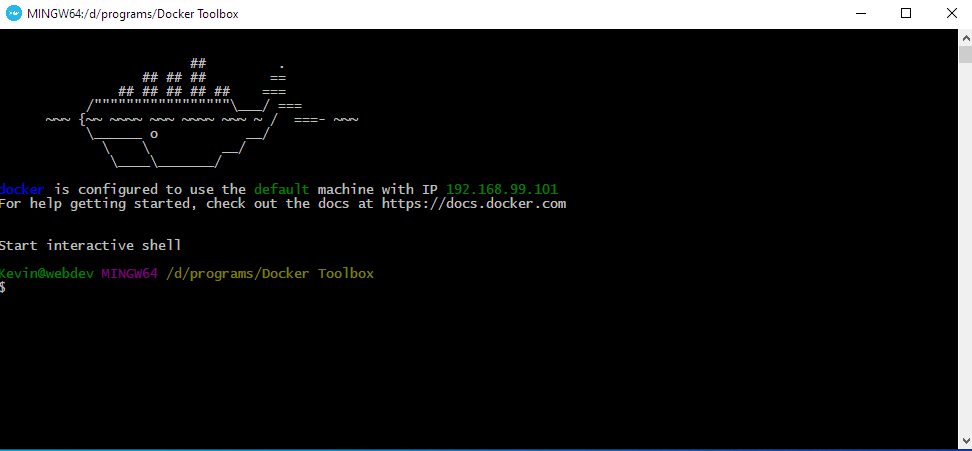 MINGW64:/d/programs/Docker Toolbox
                        ##         .
                  ## ## ##        ==
               ## ## ## ## ##    ===
           /"""""""""""""""""\___/ ===
      ~~~ {~~ ~~~~ ~~~ ~~~~ ~~~ ~ /  ===- ~~~
           \______ o           __/
             \    \         __/
              \____\_______/
docker is configured to use the default machine with IP 192.168.99.101
For help getting started, check out the docs at https://docs.docker.com
Start interactive shell
Kevin@webdev MINGW64 /d/programs/Docker Toolbox
$